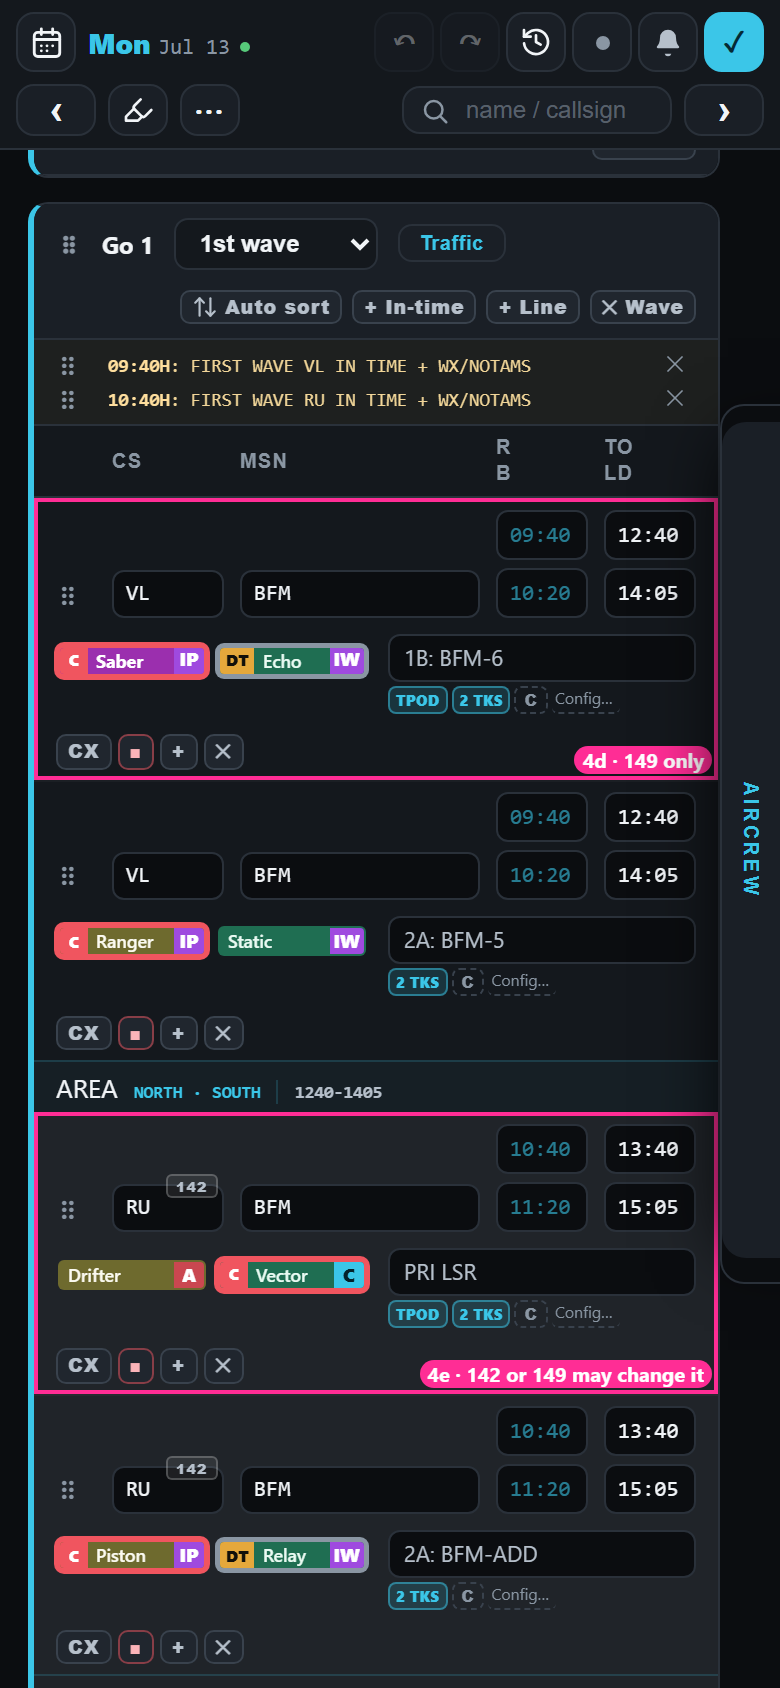 Mon Jul 13
name / callsign
Go 1 1st wave Traffic
Auto sort + In-time + Line × Wave
09:40H: FIRST WAVE VL IN TIME + WX/NOTAMS
10:40H: FIRST WAVE RU IN TIME + WX/NOTAMS
CS MSN R B TO LD
09:40 12:40
VL BFM 10:20 14:05
C Saber IP DT Echo IW 1B: BFM-6
TPOD 2 TKS C Config...
CX + ×
4d · 149 only
09:40 12:40
VL BFM 10:20 14:05
C Ranger IP Static IW 2A: BFM-5
2 TKS C Config...
CX + ×
AREA NORTH · SOUTH 1240-1405
10:40 13:40
142
RU BFM 11:20 15:05
Drifter A C Vector C PRI LSR
TPOD 2 TKS C Config...
CX + ×
4e · 142 or 149 may change it
10:40 13:40
142
RU BFM 11:20 15:05
C Piston IP DT Relay IW 2A: BFM-ADD
2 TKS C Config...
CX + ×
AIRCREW